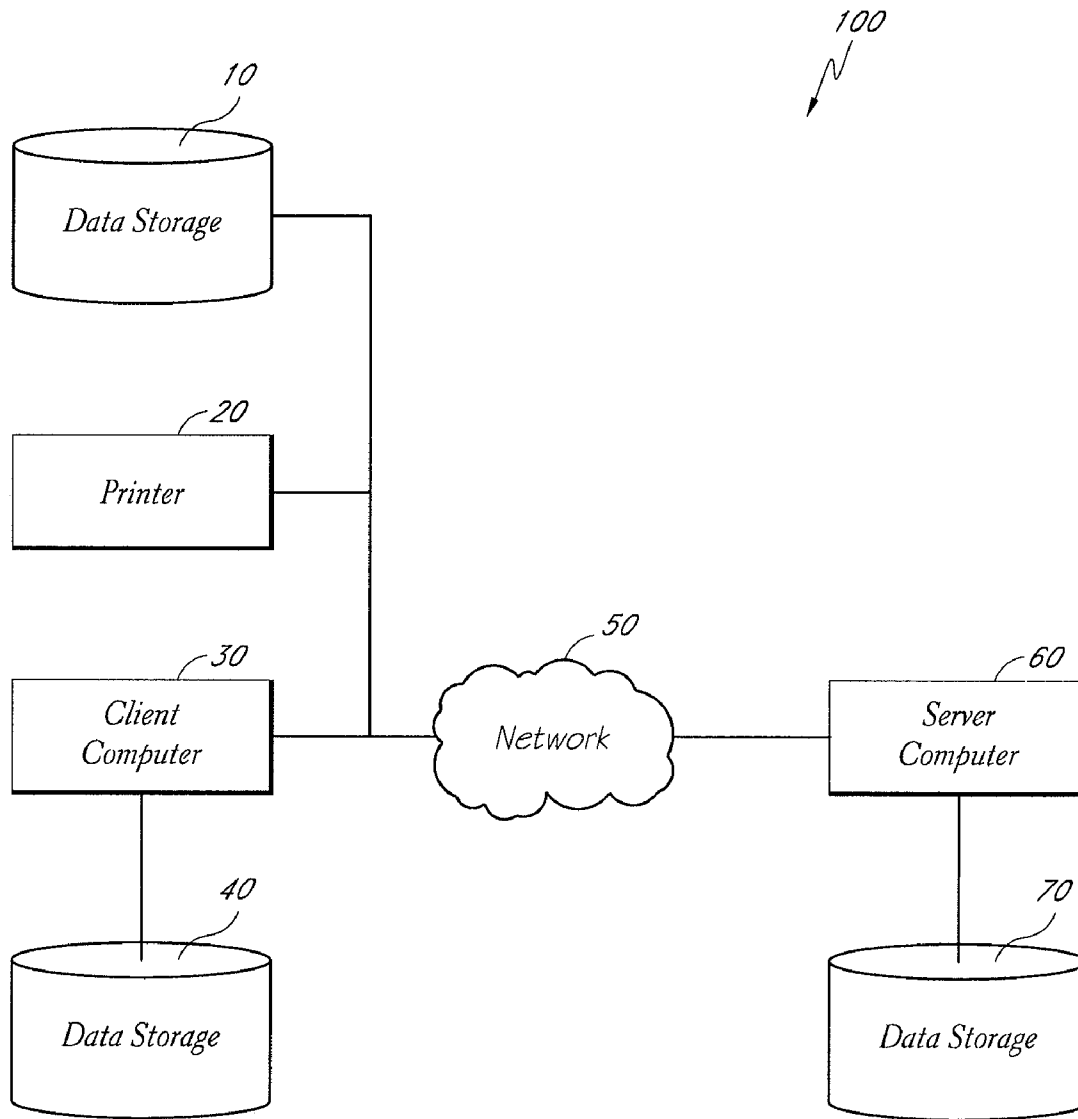 100
10
Data Storage
20
Printer
30
Client
Computer
50
Network
60
Server
Computer
40
Data Storage
70
Data Storage